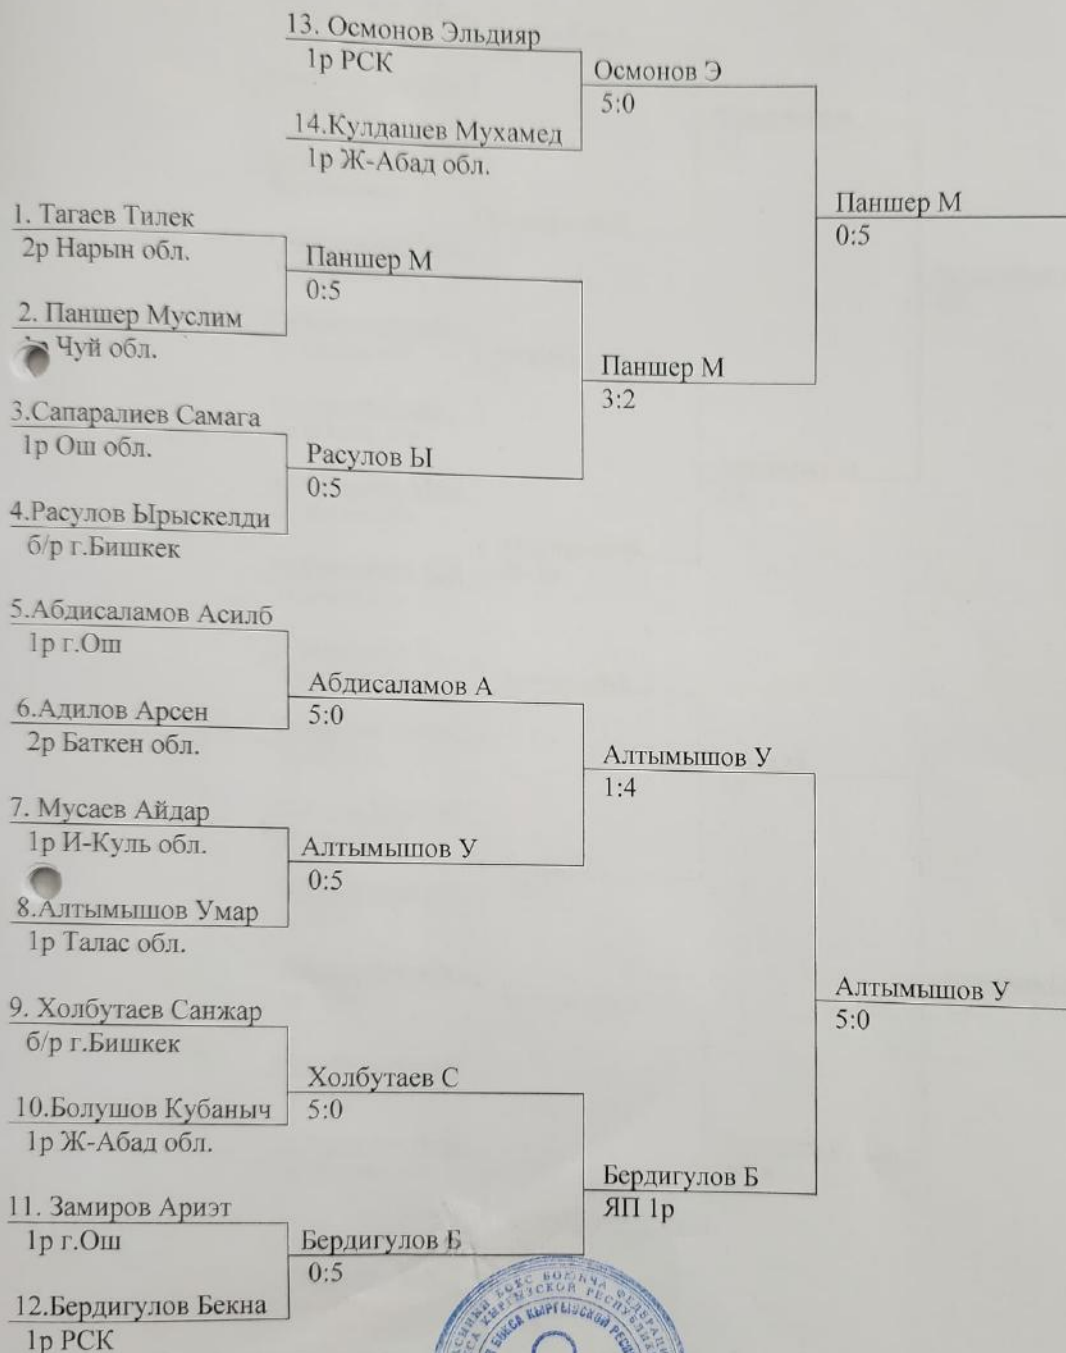 13. Осмонов Эльдияр
1р РСК
Осмонов Э
5:0
14.Кулдашев Мухамед
1р Ж-Абад обл.
Паншер М
0:5
1. Тагаев Тилек
2р Нарын обл.
Паншер М
0:5
2. Паншер Муслим
Чуй обл.
Паншер М
3:2
3.Сапаралиев Самага
1р Ош обл.
Расулов Ы
0:5
4.Расулов Ырыскелди
б/р г.Бишкек
5.Абдисаламов Асилб
1р г.Ош
Абдисаламов А
5:0
6.Адилов Арсен
2р Баткен обл.
Алтымышов У
1:4
7. Мусаев Айдар
1р И-Куль обл.
Алтымышов У
0:5
8.Алтымышов Умар
1р Талас обл.
Алтымышов У
5:0
9. Холбутаев Санжар
б/р г.Бишкек
Холбутаев С
5:0
10.Болушов Кубаныч
1р Ж-Абад обл.
Бердигулов Б
ЯП 1р
11. Замиров Ариэт
1р г.Ош
Бердигулов Б
0:5
12.Бердигулов Бекна
1р РСК